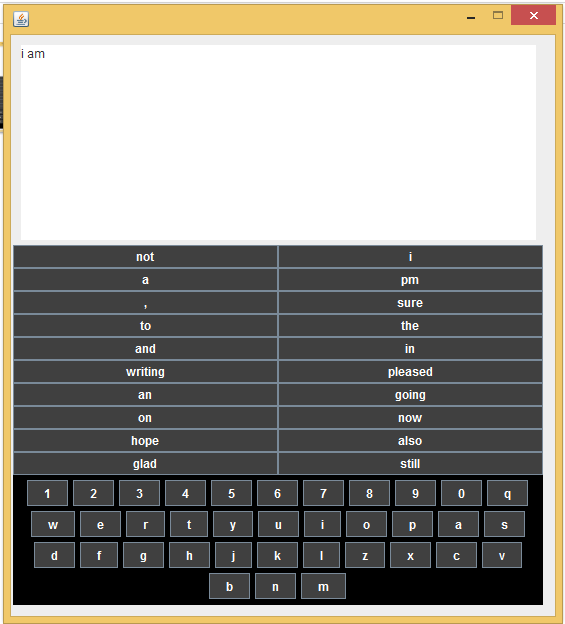 i am
not i
a pm
, sure
to the
and in
writing pleased
an going
on now
hope also
glad still
1 2 3 4 5 6 7 8 9 0 q
w e r t y u i o p a s
d f g h j k l z x c v
b n m